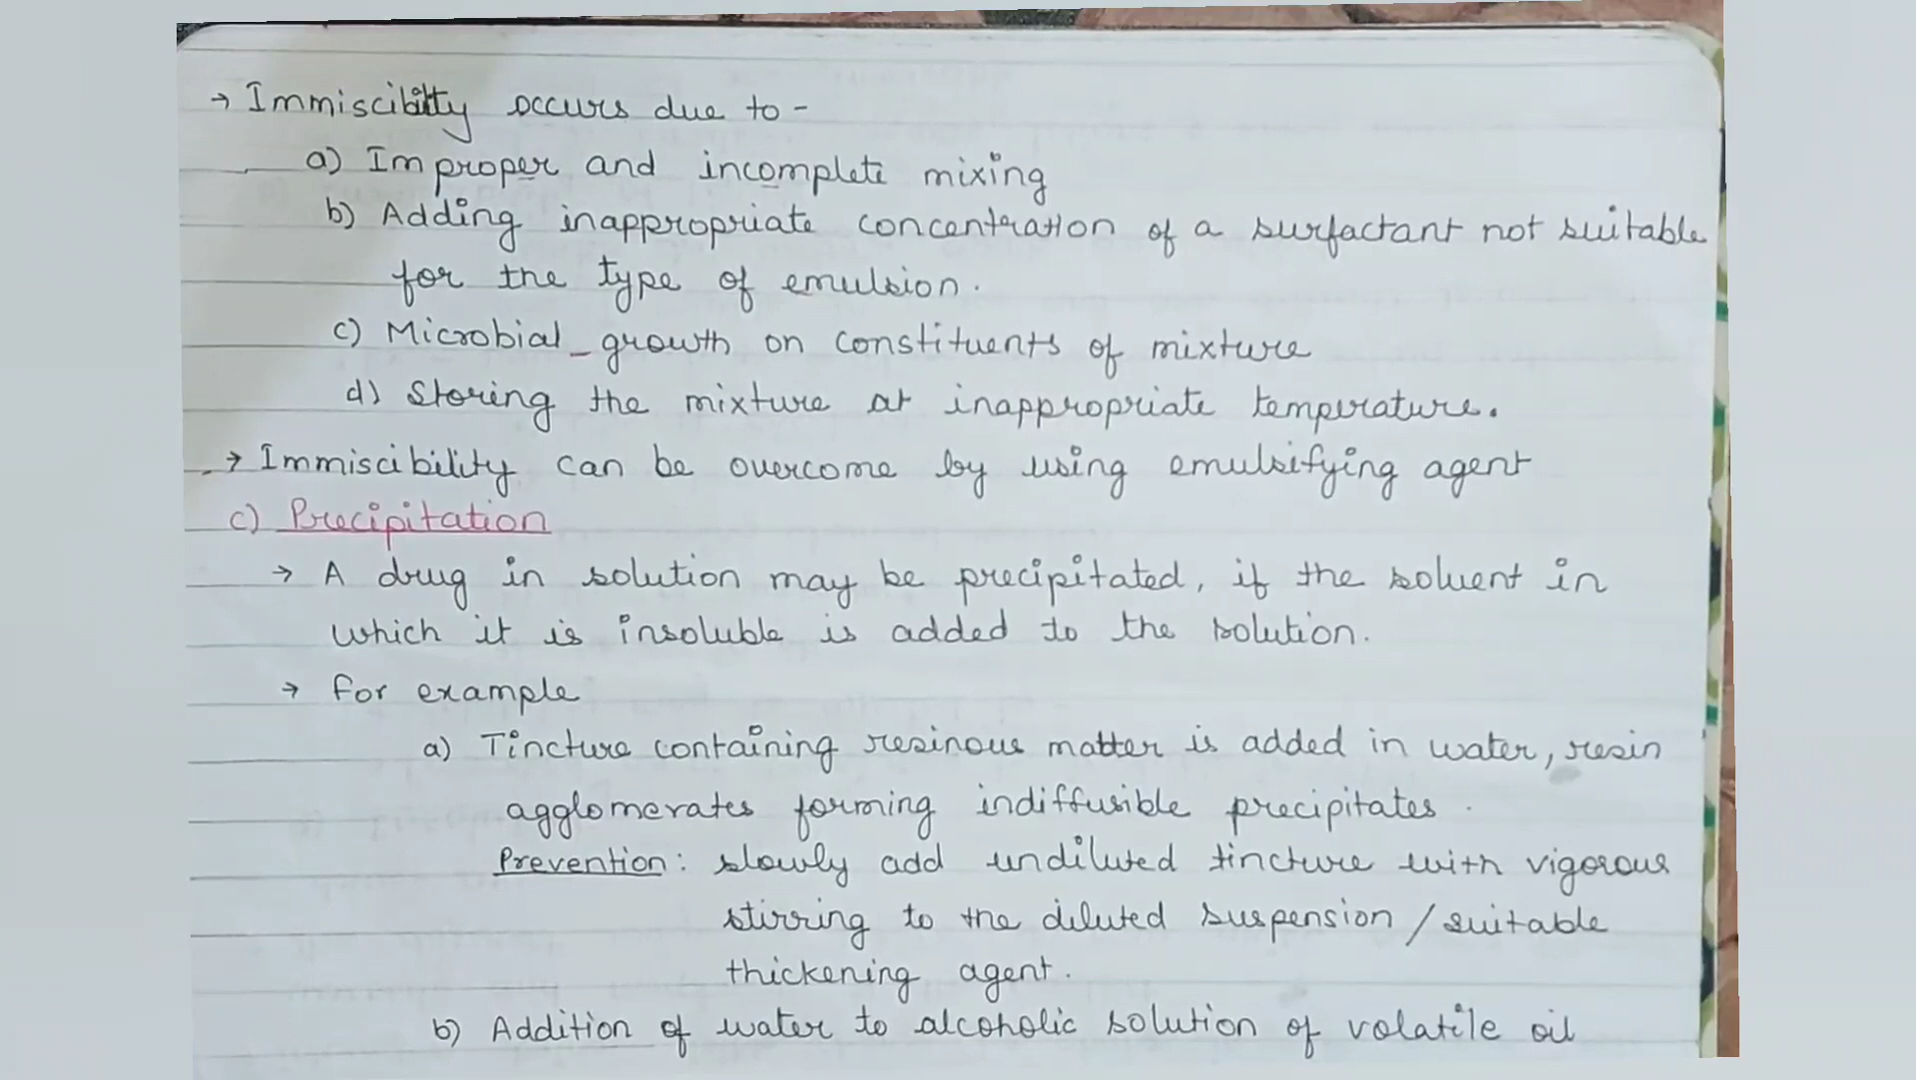 → Immiscibility occurs due to -
a) Improper and incomplete mixing
b) Adding inappropriate concentration of a surfactant not suitable
for the type of emulsion.
c) Microbial growth on constituents of mixture
d) Storing the mixture at inappropriate temperature.
→ Immiscibility can be overcome by using emulsifying agent
c) Precipitation
→ A drug in solution may be precipitated, if the solvent in
which it is insoluble is added to the solution.
→ for example
a) Tincture containing resinous matter is added in water, resin
agglomerates forming indiffusible precipitates.
Prevention: slowly add undiluted tincture with vigorous
stirring to the diluted suspension / suitable
thickening agent.
b) Addition of water to alcoholic solution of volatile oil